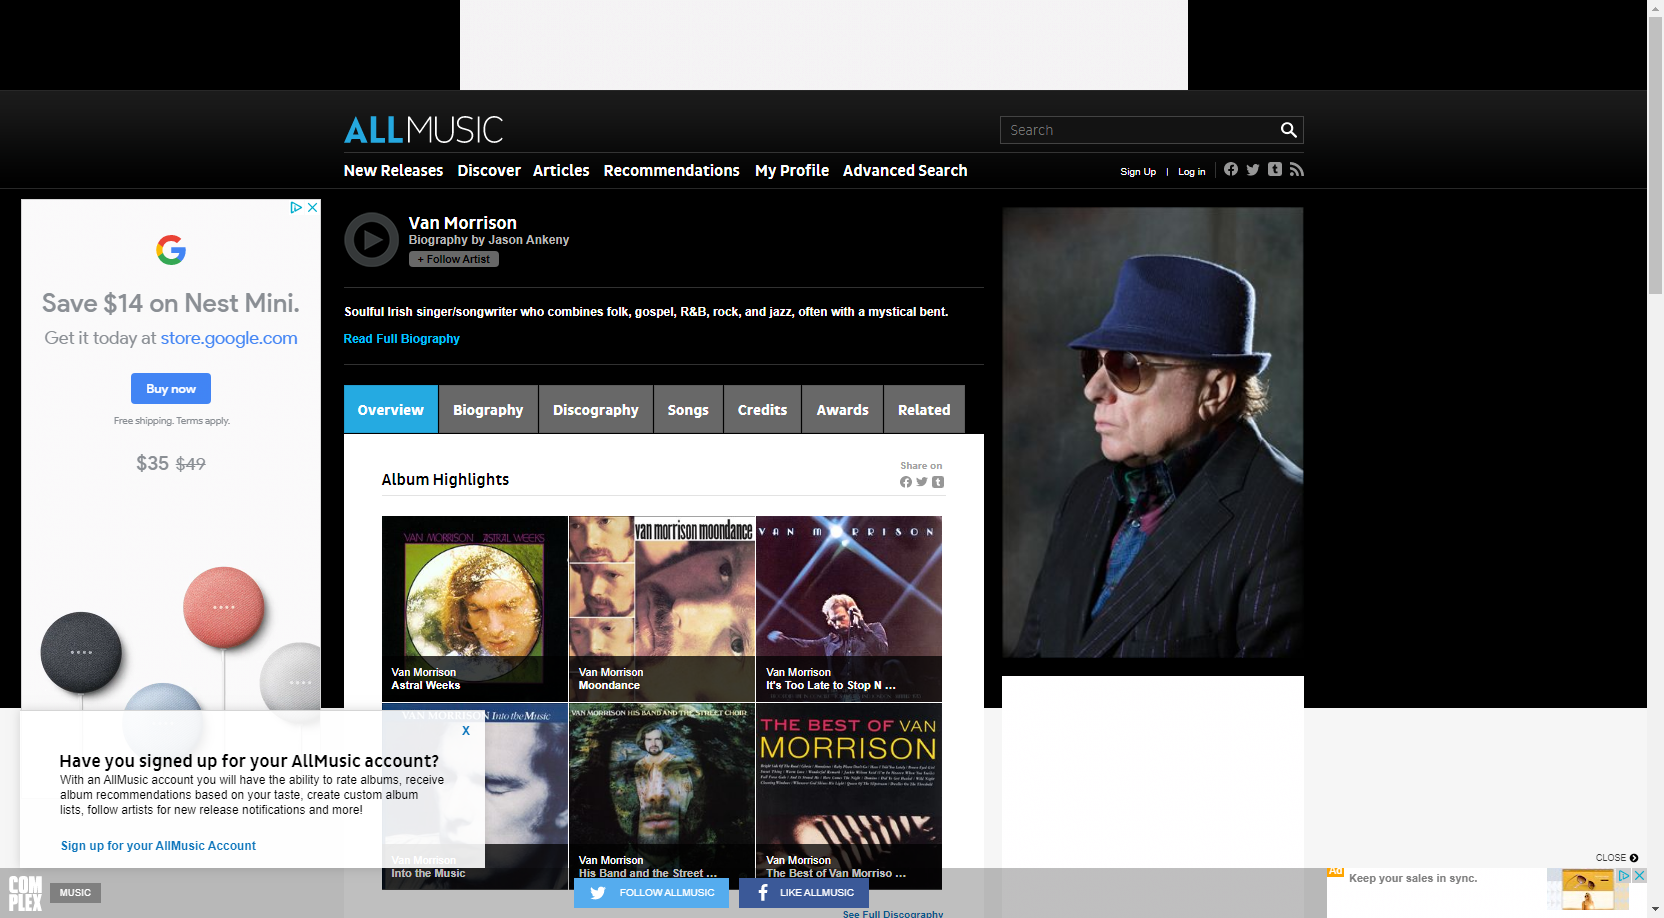 ALLMUSIC
Search
New Releases Discover Articles Recommendations My Profile Advanced Search
Sign Up | Log in
Van Morrison
Biography by Jason Ankeny
+ Follow Artist
Soulful Irish singer/songwriter who combines folk, gospel, R&B, rock, and jazz, often with a mystical bent.
Read Full Biography
Overview Biography Discography Songs Credits Awards Related
Save $14 on Nest Mini.
Get it today at store.google.com
Buy now
Free shipping. Terms apply.
$35 $49
Album Highlights
Share on
VAN MORRISON ASTRAL WEEKS
Van Morrison
Astral Weeks
van morrison moondance
Van Morrison
Moondance
VAN MORRISON
Van Morrison
It's Too Late to Stop N ...
VAN MORRISON Into the Music
Van Morrison
Into the Music
VAN MORRISON HIS BAND AND THE STREET CHOIR
Van Morrison
His Band and the Street ...
THE BEST OF VAN
MORRISON
Van Morrison
The Best of Van Morriso ...
See Full Discography
X
Have you signed up for your AllMusic account?
With an AllMusic account you will have the ability to rate albums, receive
album recommendations based on your taste, create custom album
lists, follow artists for new release notifications and more!
Sign up for your AllMusic Account
COM
PLEX
MUSIC
FOLLOW ALLMUSIC
LIKE ALLMUSIC
CLOSE
Ad
Keep your sales in sync.